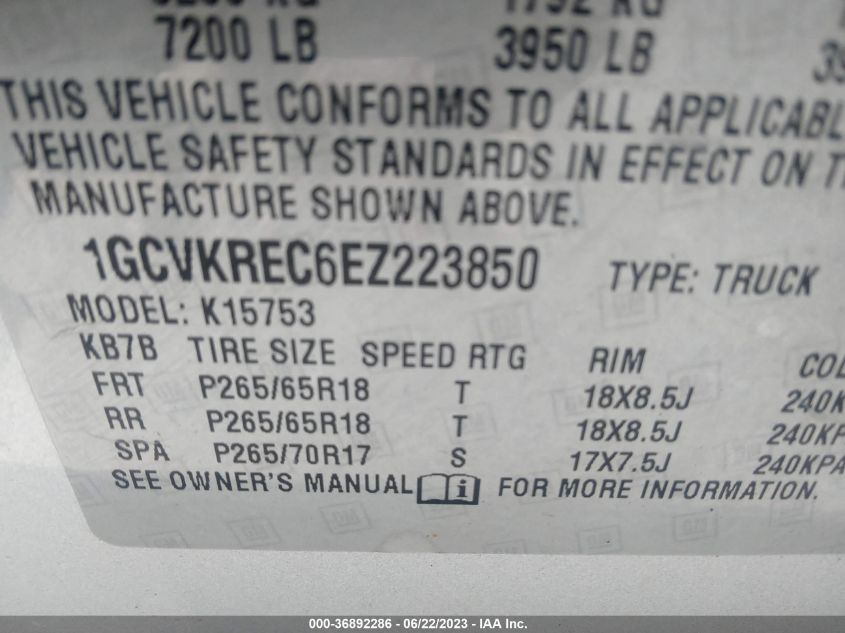 7200 LB 3950 LB
THIS VEHICLE CONFORMS TO ALL
VEHICLE SAFETY STANDARDS IN EFFECT ON
MANUFACTURE SHOWN ABOVE.
1GCVKREC6EZ223850 TYPE: TRUCK
MODEL: K15753
KB7B TIRE SIZE SPEED RTG RIM
FRT P265/65R18 T 18X8.5J 240K
RR P265/65R18 T 18X8.5J 240KP
SPA P265/70R17 S 17X7.5J 240KPA
SEE OWNER'S MANUAL i FOR MORE INFORMATION.
000-36892286 - 06/22/2023 - IAA Inc.